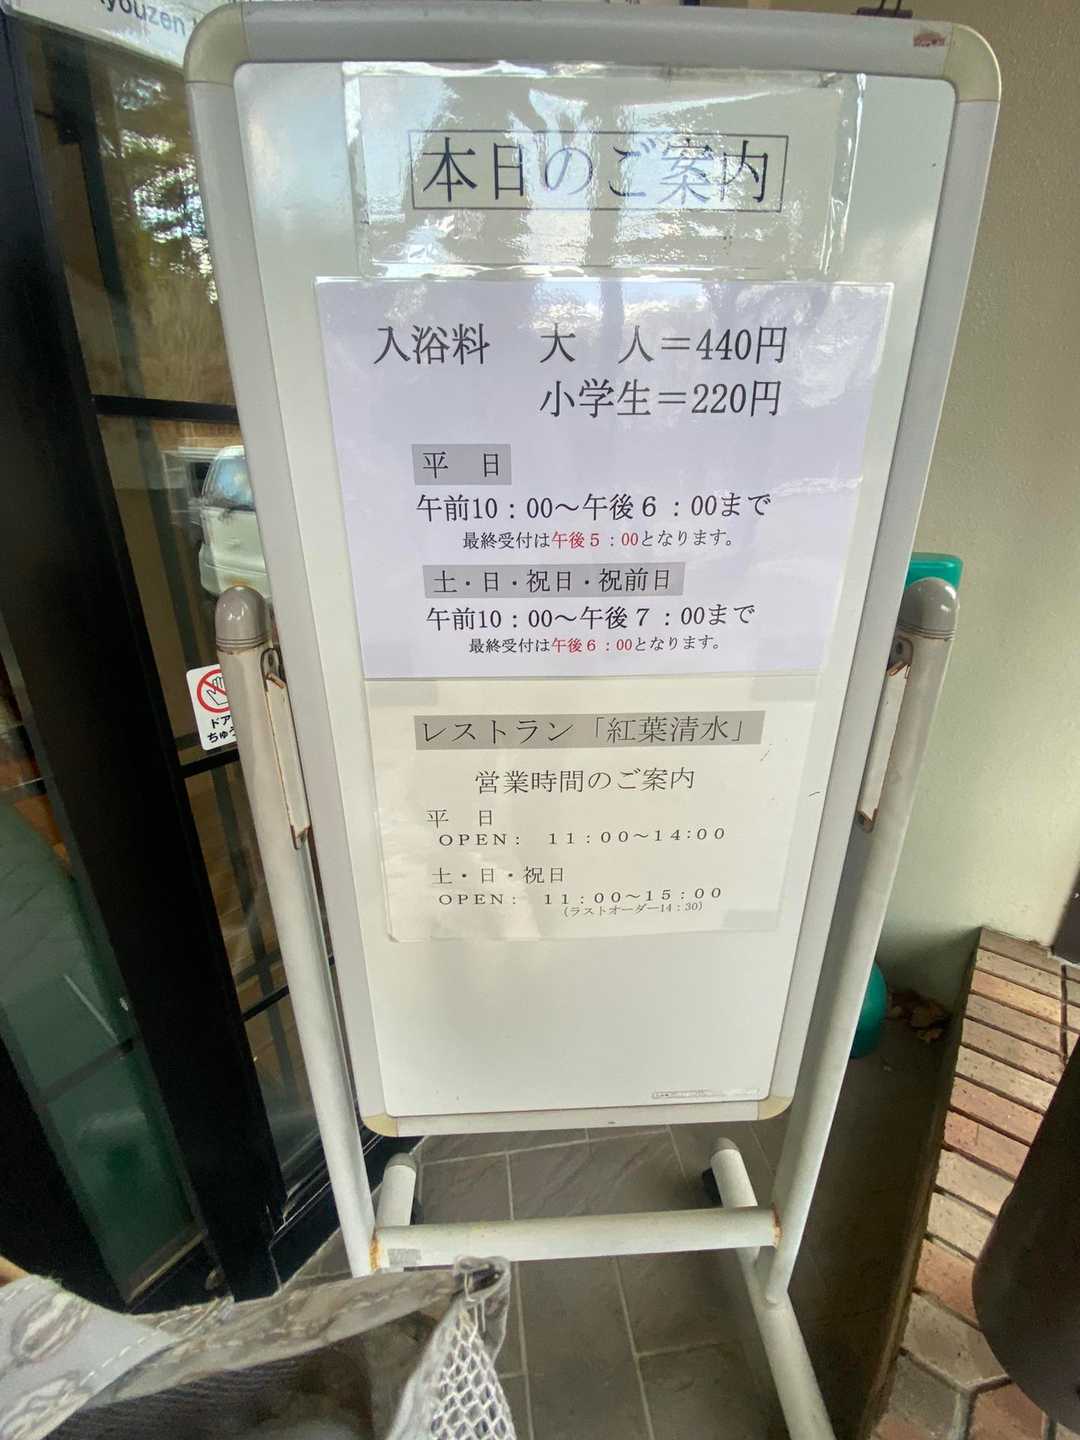 youzen
本日のご案内
入浴料　大　人＝440円
小学生＝220円
平　日
午前10：00～午後6：00まで
最終受付は午後5：00となります。
土・日・祝日・祝前日
午前10：00～午後7：00まで
最終受付は午後6：00となります。
ドア
ちゅう
レストラン「紅葉清水」
営業時間のご案内
平　日
OPEN：　11：00～14:00
土・日・祝日
OPEN：　11：00～15：00
（ラストオーダー14：30）